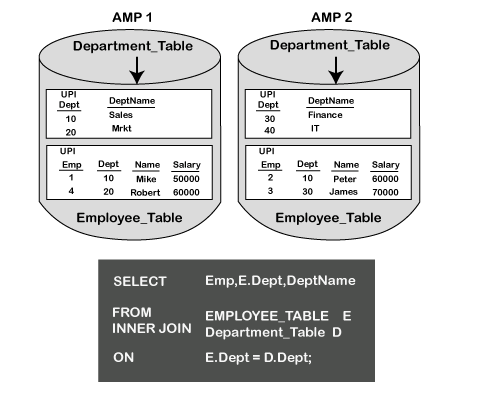 AMP 1
Department_Table
UPI
Dept DeptName
10 Sales
20 Mrkt
UPI
Emp Dept Name Salary
1 10 Mike 50000
4 20 Robert 60000
Employee_Table
AMP 2
Department_Table
UPI
Dept DeptName
30 Finance
40 IT
UPI
Emp Dept Name Salary
2 10 Peter 60000
3 30 James 70000
Employee_Table
SELECT Emp,E.Dept,DeptName
FROM EMPLOYEE_TABLE E
INNER JOIN Department_Table D
ON E.Dept = D.Dept;